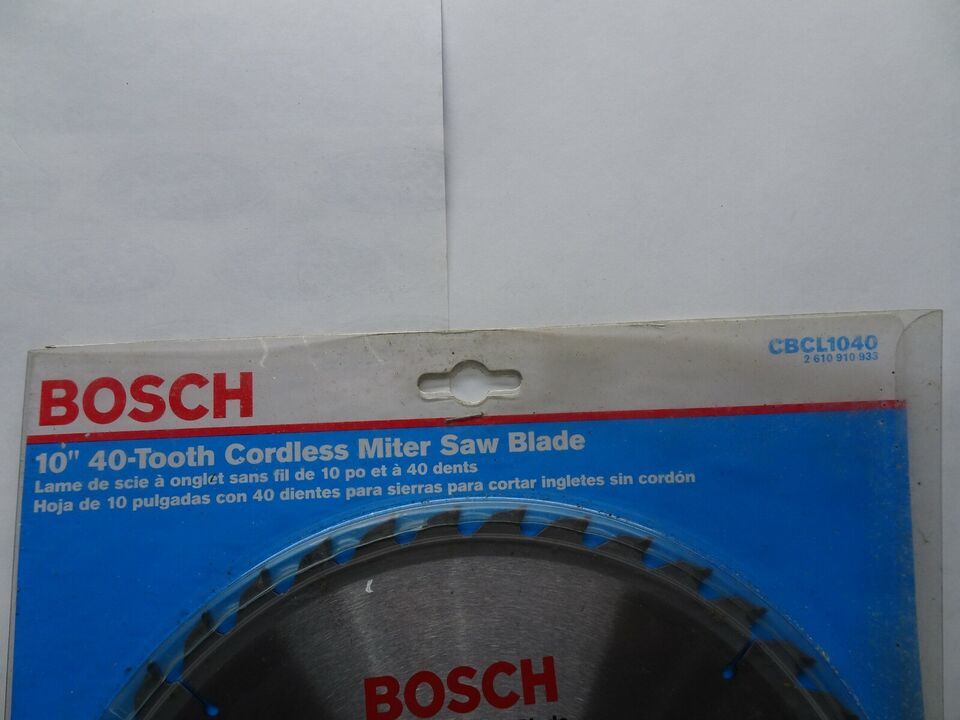 CBCL1040
2 610 910 933
BOSCH
10" 40-Tooth Cordless Miter Saw Blade
Lame de scie à onglet sans fil de 10 po et à 40 dents
Hoja de 10 pulgadas con 40 dientes para sierras para cortar ingletes sin cordón
BOSCH